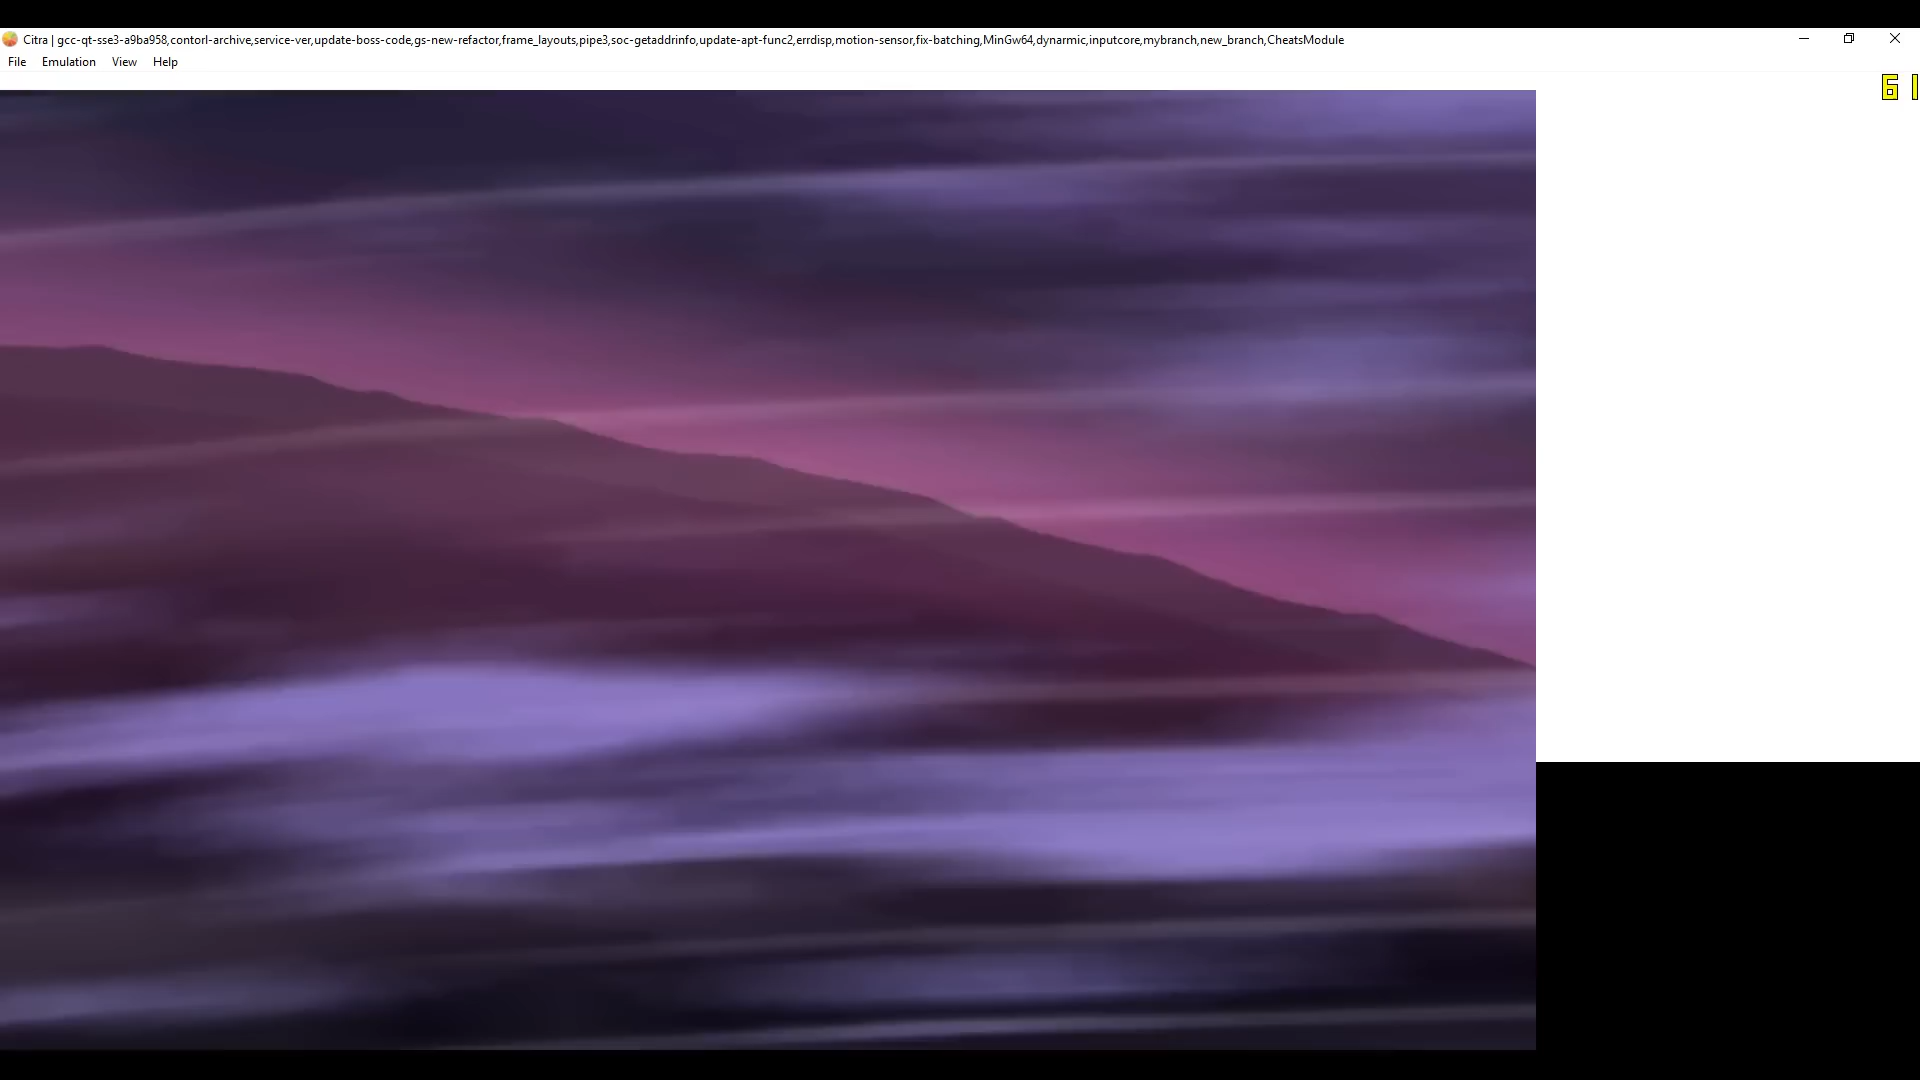 Citra | gcc-qt-sse3-a9ba958,contorl-archive,service-ver,update-boss-code,gs-new-refactor,frame_layouts,pipe3,soc-getaddrinfo,update-apt-func2,errdisp,motion-sensor,fix-batching,MinGw64,dynarmic,inputcore,mybranch,new_branch,CheatsModule
File Emulation View Help
61